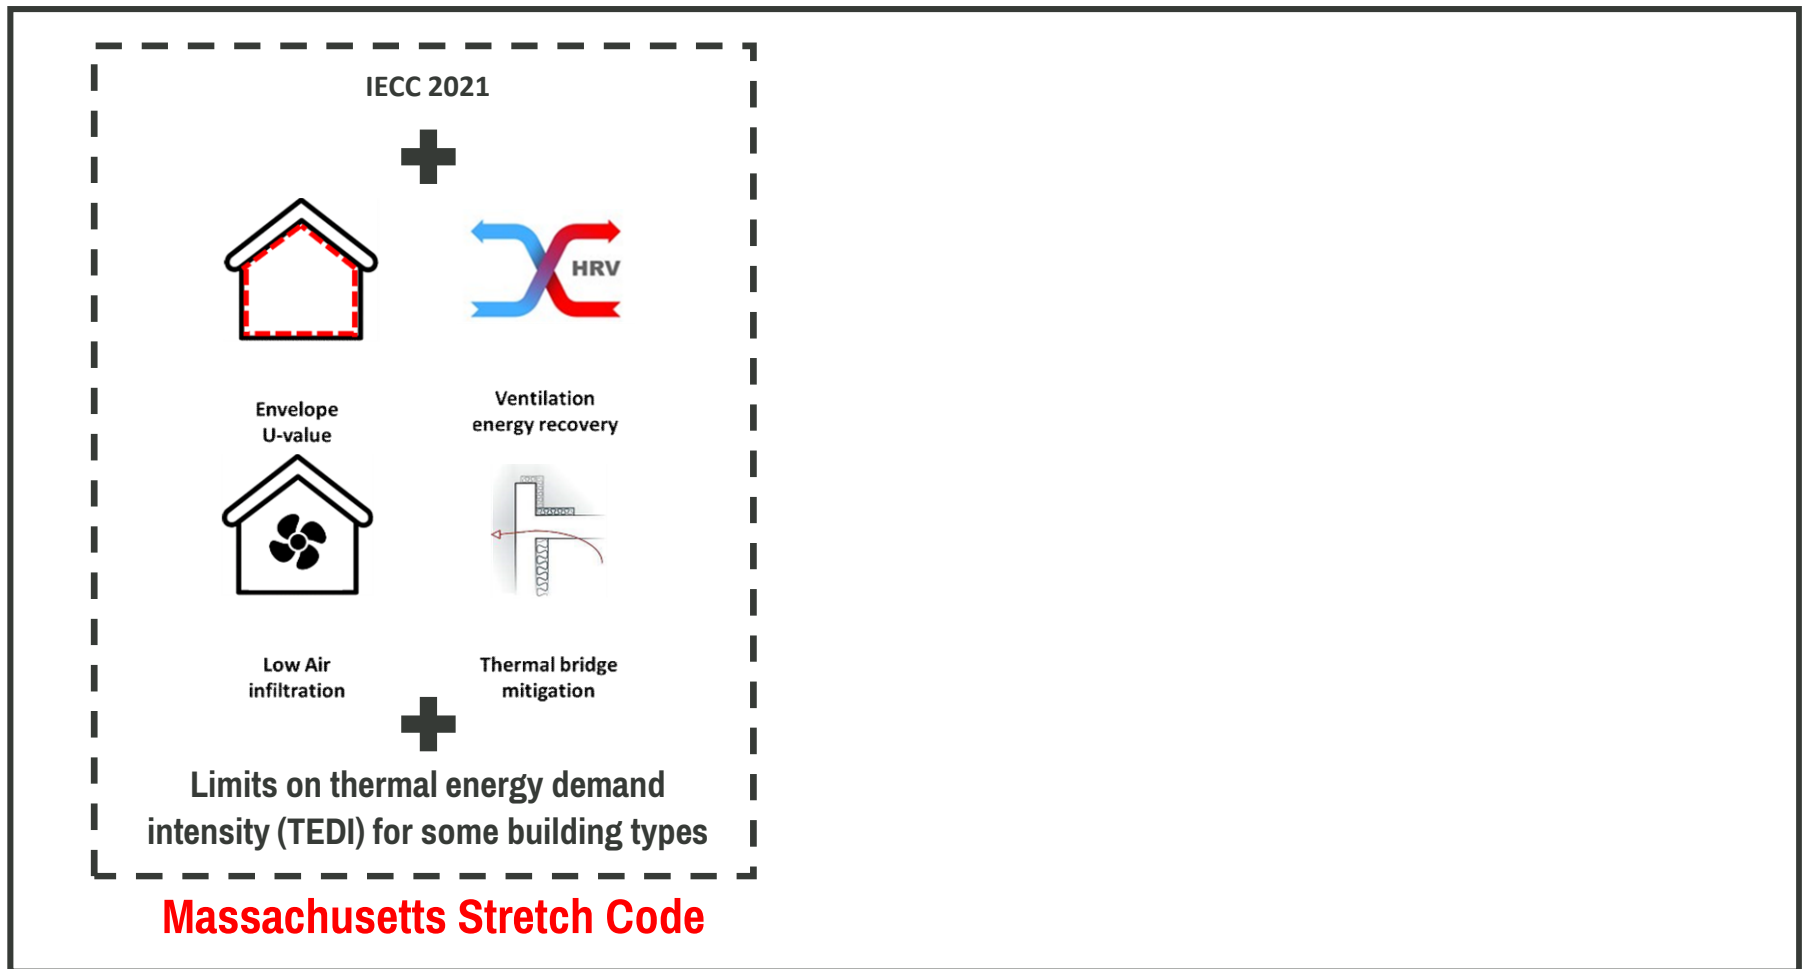 IECC 2021
HRV
Envelope
U-value
Ventilation
energy recovery
Low Air
infiltration
Thermal bridge
mitigation
Limits on thermal energy demand
intensity (TEDI) for some building types
Massachusetts Stretch Code